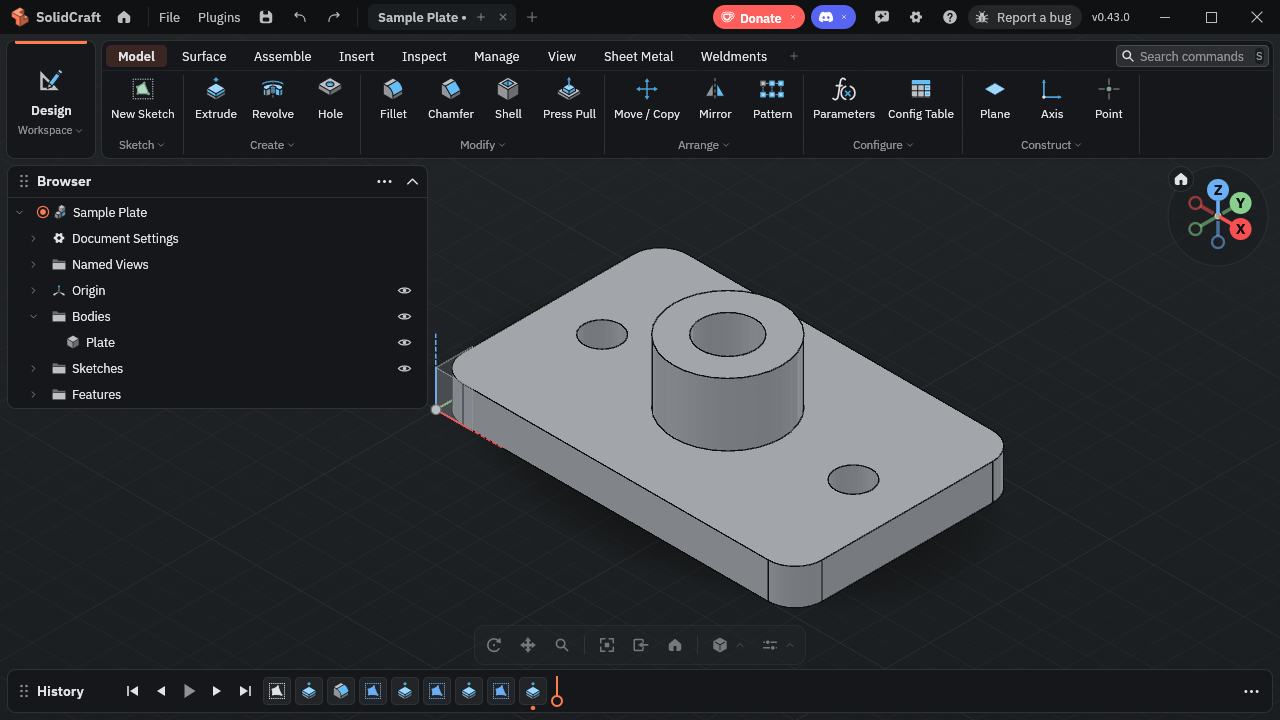 SolidCraft File Plugins Sample Plate • Donate Report a bug v0.43.0
Model Surface Assemble Insert Inspect Manage View Sheet Metal Weldments Search commands S
Design
Workspace
New Sketch Extrude Revolve Hole Fillet Chamfer Shell Press Pull Move / Copy Mirror Pattern Parameters Config Table Plane Axis Point
Sketch Create Modify Arrange Configure Construct
Browser
Sample Plate
Document Settings
Named Views
Origin
Bodies
Plate
Sketches
Features
Z
Y
X
History